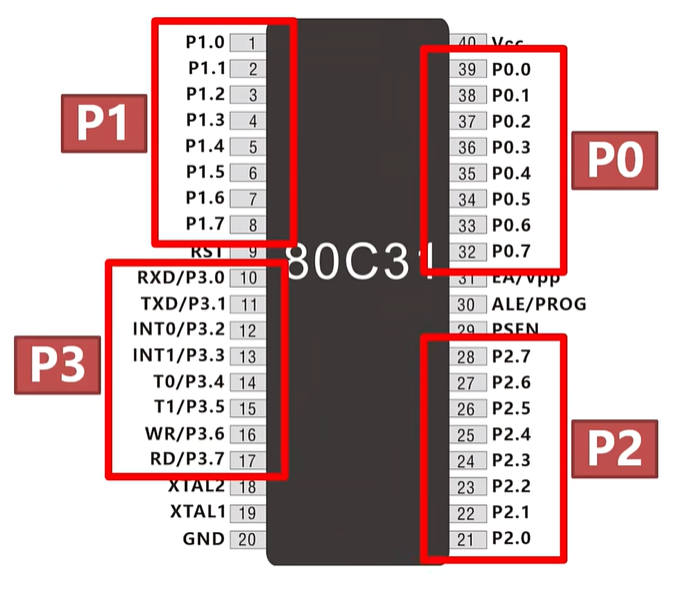 P1.0 1
P1.1 2
P1.2 3
P1.3 4
P1.4 5
P1.5 6
P1.6 7
P1.7 8
RST 9
RXD/P3.0 10
TXD/P3.1 11
INT0/P3.2 12
INT1/P3.3 13
T0/P3.4 14
T1/P3.5 15
WR/P3.6 16
RD/P3.7 17
XTAL2 18
XTAL1 19
GND 20
P1
P3
80C31
40 Vcc
39 P0.0
38 P0.1
37 P0.2
36 P0.3
35 P0.4
34 P0.5
33 P0.6
32 P0.7
31 EA/Vpp
30 ALE/PROG
29 PSEN
28 P2.7
27 P2.6
26 P2.5
25 P2.4
24 P2.3
23 P2.2
22 P2.1
21 P2.0
P0
P2